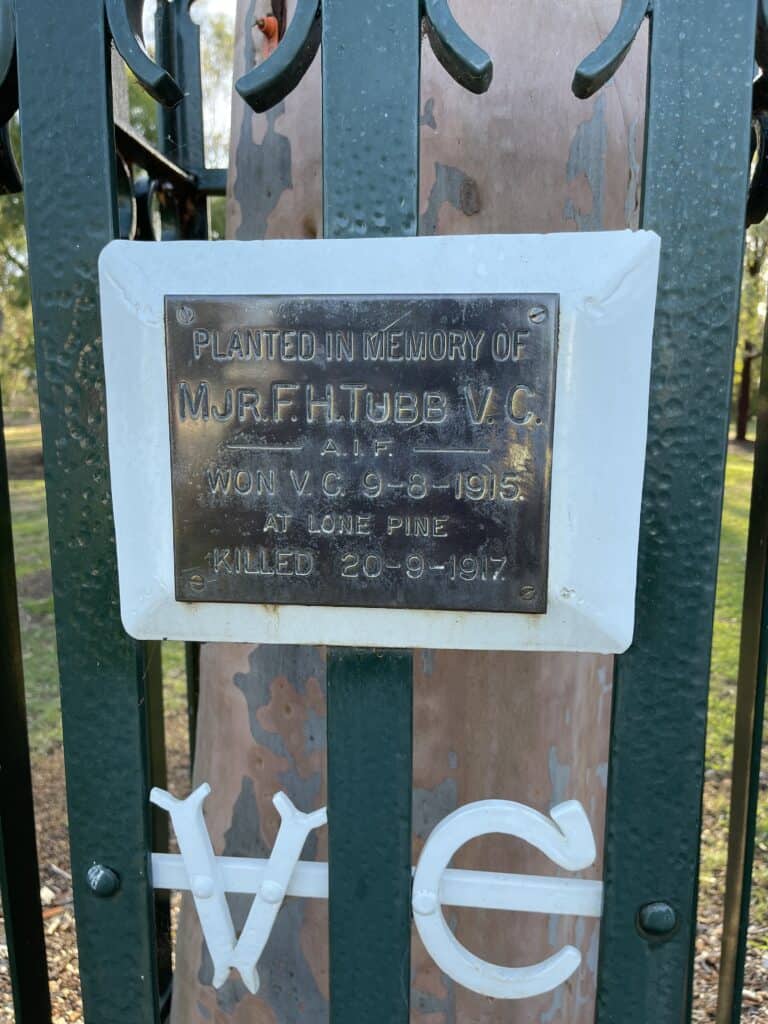 PLANTED IN MEMORY OF
MJR. F. H. TUBB V. C.
A. I. F.
WON V. C. 9-8-1915.
AT LONE PINE
KILLED 20-9-1917.
VC